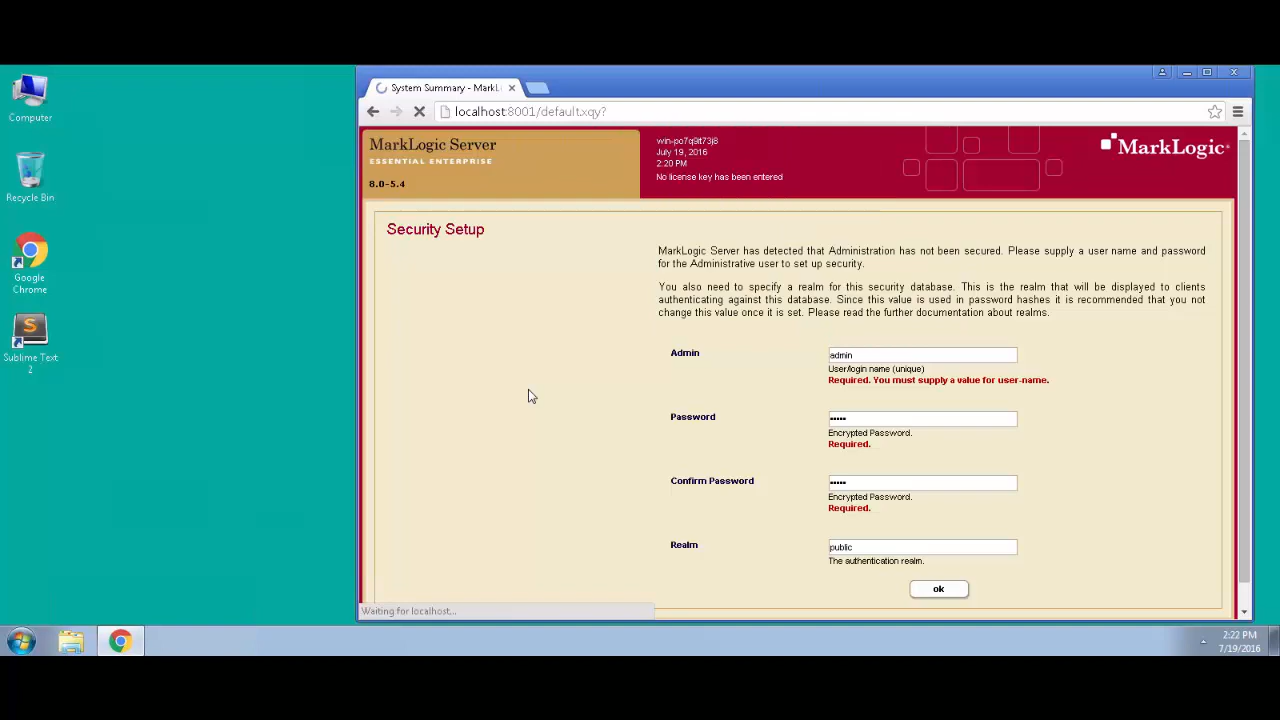 Computer
Recycle Bin
Google
Chrome
Sublime Text
2
System Summary - MarkL
localhost:8001/default.xqy?
MarkLogic Server
ESSENTIAL ENTERPRISE
8.0-5.4
win-po7q9it73j8
July 19, 2016
2:20 PM
No license key has been entered
MarkLogic
Security Setup
MarkLogic Server has detected that Administration has not been secured. Please supply a user name and password
for the Administrative user to set up security.
You also need to specify a realm for this security database. This is the realm that will be displayed to clients
authenticating against this database. Since this value is used in password hashes it is recommended that you not
change this value once it is set. Please read the further documentation about realms.
Admin
admin
User/login name (unique)
Required. You must supply a value for user-name.
Password
•••••
Encrypted Password.
Required.
Confirm Password
•••••
Encrypted Password.
Required.
Realm
public
The authentication realm.
ok
Waiting for localhost...
2:22 PM
7/19/2016